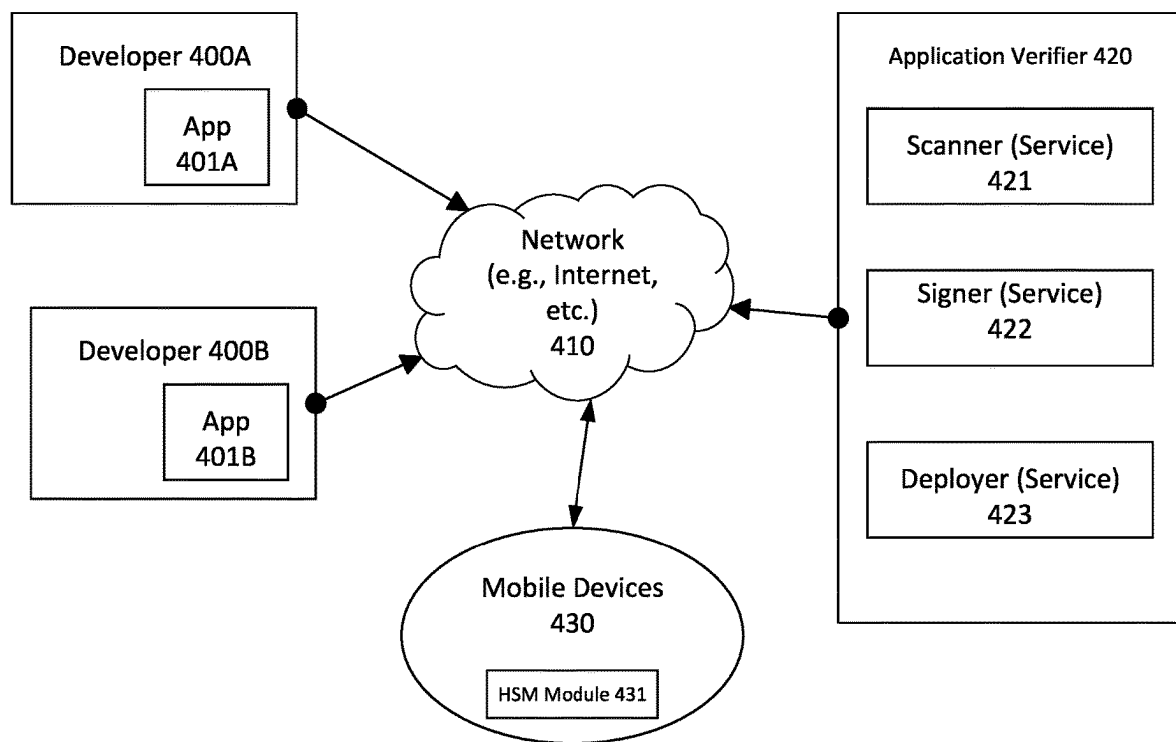 Developer 400A
App
401A
Developer 400B
App
401B
Network
(e.g., Internet,
etc.)
410
Mobile Devices
430
HSM Module 431
Application Verifier 420
Scanner (Service)
421
Signer (Service)
422
Deployer (Service)
423